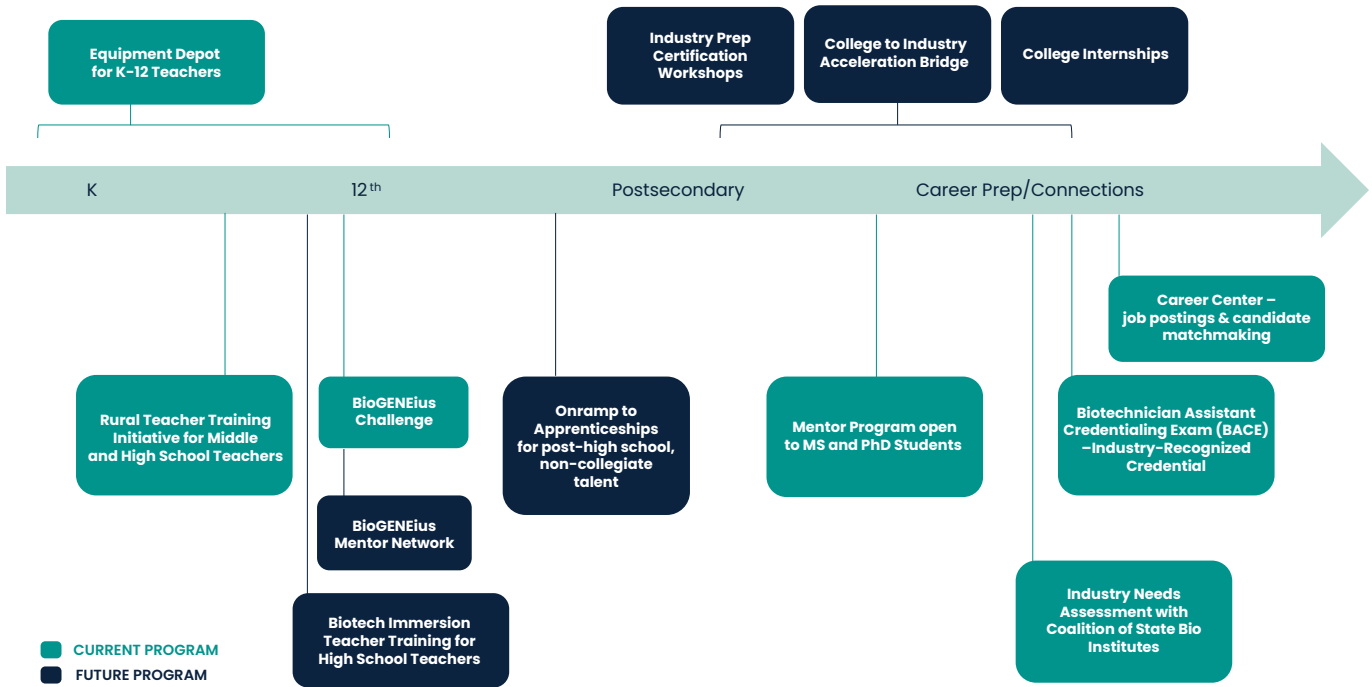 Equipment Depot
for K-12 Teachers
Industry Prep
Certification
Workshops
College to Industry
Acceleration Bridge
College Internships
K
12th
Postsecondary
Career Prep/Connections
Career Center –
job postings & candidate
matchmaking
Rural Teacher Training
Initiative for Middle
and High School Teachers
BioGENEius
Challenge
Onramp to
Apprenticeships
for post-high school,
non-collegiate
talent
Mentor Program open
to MS and PhD Students
Biotechnician Assistant
Credentialing Exam (BACE)
–Industry-Recognized
Credential
BioGENEius
Mentor Network
Biotech Immersion
Teacher Training for
High School Teachers
Industry Needs
Assessment with
Coalition of State Bio
Institutes
CURRENT PROGRAM
FUTURE PROGRAM